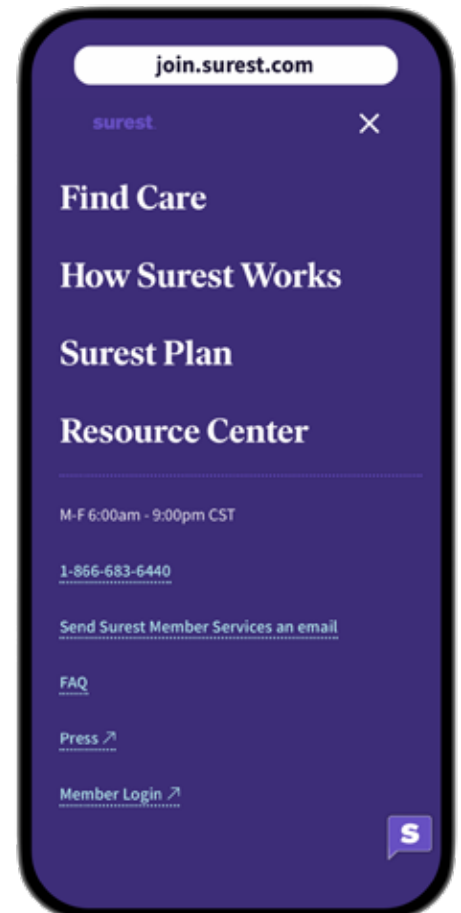 join.surest.com
surest
Find Care
How Surest Works
Surest Plan
Resource Center
M-F 6:00am - 9:00pm CST
1-866-683-6440
Send Surest Member Services an email
FAQ
Press ↗
Member Login ↗
S